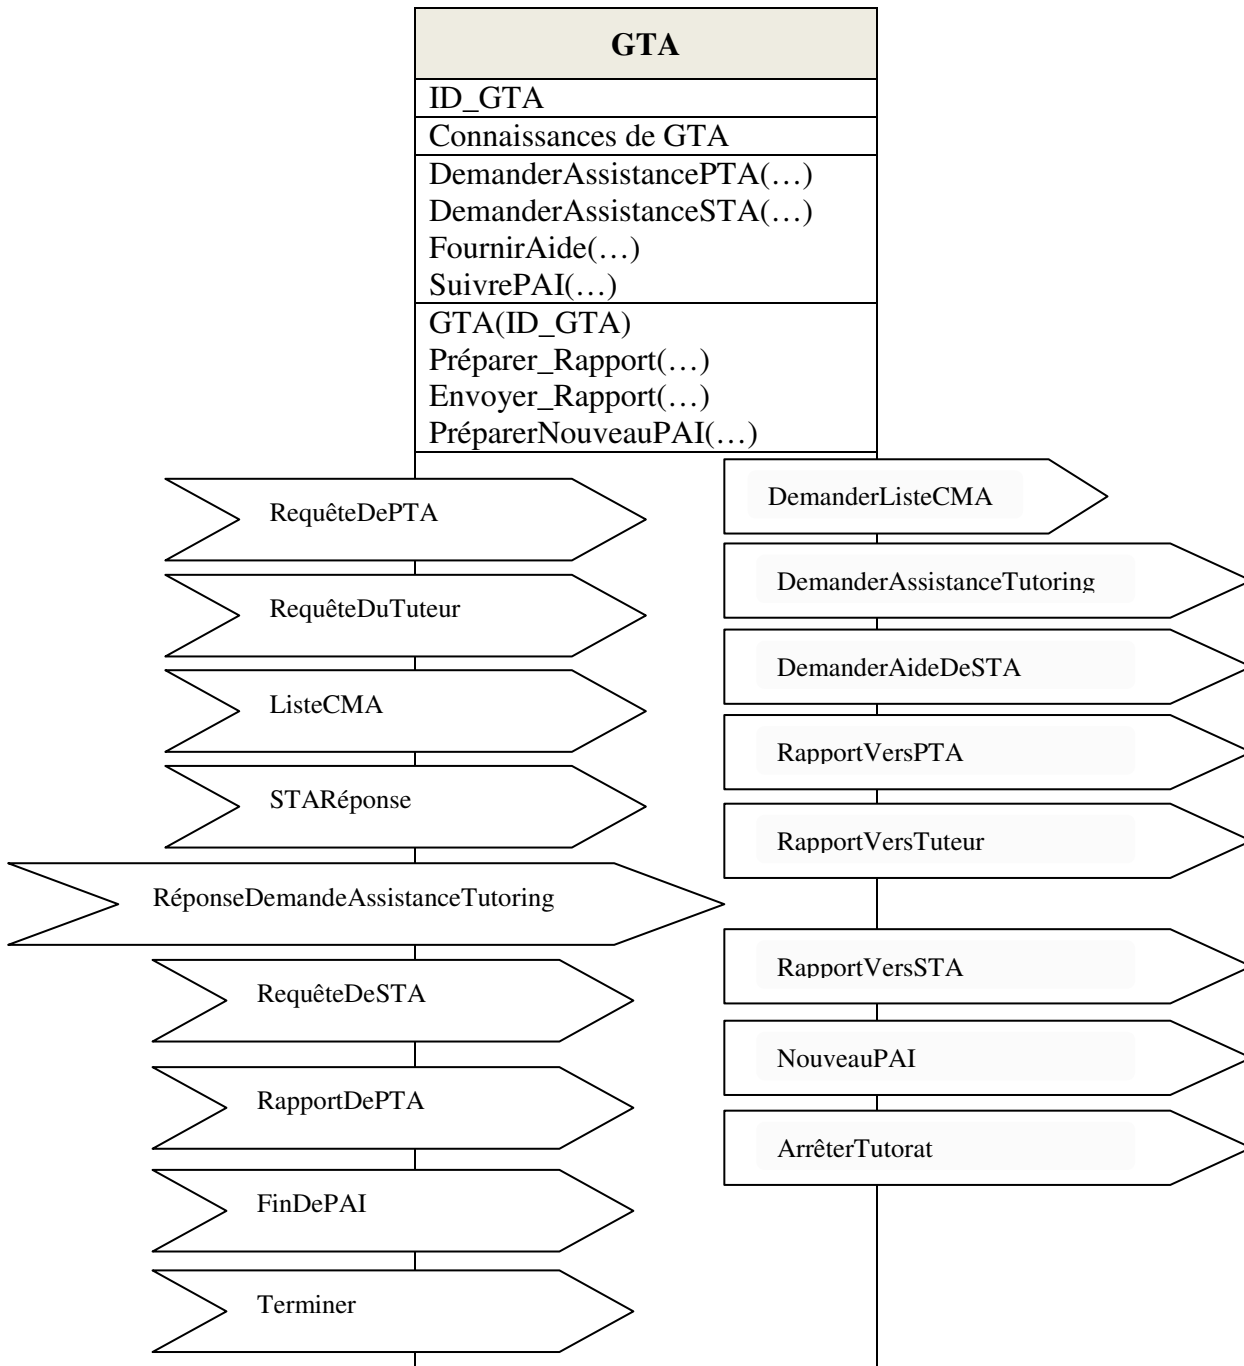 GTA
ID_GTA
Connaissances de GTA
DemanderAssistancePTA(…)
DemanderAssistanceSTA(…)
FournirAide(…)
SuivrePAI(…)
GTA(ID_GTA)
Préparer_Rapport(…)
Envoyer_Rapport(…)
PréparerNouveauPAI(…)
RequêteDePTA
RequêteDuTuteur
ListeCMA
STARéponse
RéponseDemandeAssistanceTutoring
RequêteDeSTA
RapportDePTA
FinDePAI
Terminer
DemanderListeCMA
DemanderAssistanceTutoring
DemanderAideDeSTA
RapportVersPTA
RapportVersTuteur
RapportVersSTA
NouveauPAI
ArrêterTutorat